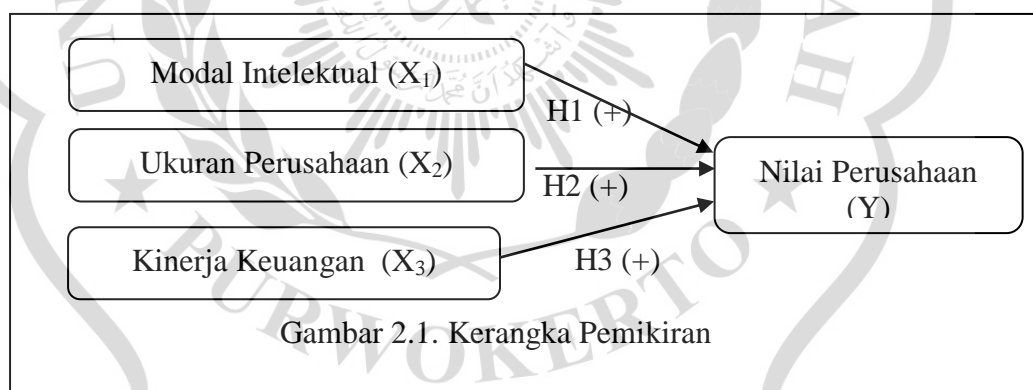 Modal Intelektual (X₁)
H1 (+)
Ukuran Perusahaan (X₂)
H2 (+)
Nilai Perusahaan
(Y)
Kinerja Keuangan (X₃)
H3 (+)
Gambar 2.1. Kerangka Pemikiran
PURWOKERTO